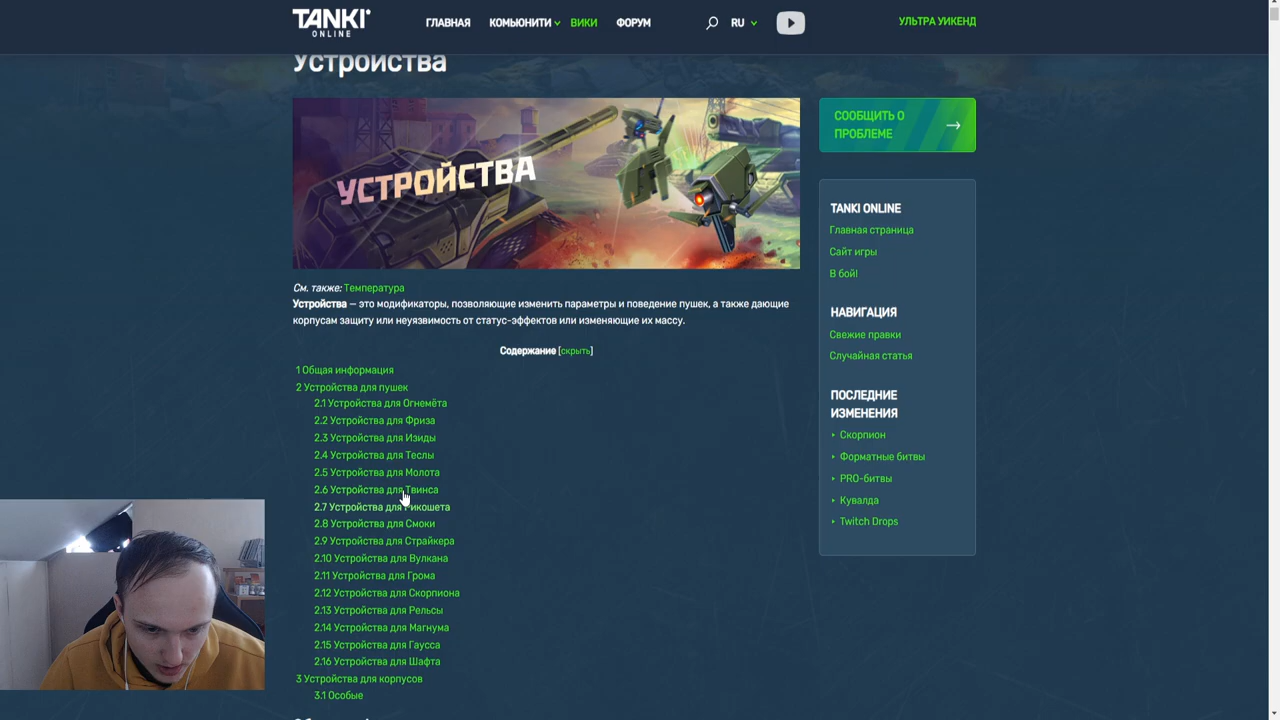 TANKI
ONLINE
ГЛАВНАЯ
КОМЬЮНИТИ
ВИКИ
ФОРУМ
RU
УЛЬТРА УИКЕНД
Устройства
УСТРОЙСТВА
См. также: Температура
Устройства — это модификаторы, позволяющие изменить параметры и поведение пушек, а также дающие
корпусам защиту или неуязвимость от статус-эффектов или изменяющие их массу.
Содержание [скрыть]
1 Общая информация
2 Устройства для пушек
2.1 Устройства для Огнемёта
2.2 Устройства для Фриза
2.3 Устройства для Изиды
2.4 Устройства для Теслы
2.5 Устройства для Молота
2.6 Устройства для Твинса
2.7 Устройства для Рикошета
2.8 Устройства для Смоки
2.9 Устройства для Страйкера
2.10 Устройства для Вулкана
2.11 Устройства для Грома
2.12 Устройства для Скорпиона
2.13 Устройства для Рельсы
2.14 Устройства для Магнума
2.15 Устройства для Гаусса
2.16 Устройства для Шафта
3 Устройства для корпусов
3.1 Особые
СООБЩИТЬ О
ПРОБЛЕМЕ
TANKI ONLINE
Главная страница
Сайт игры
В бой!
НАВИГАЦИЯ
Свежие правки
Случайная статья
ПОСЛЕДНИЕ
ИЗМЕНЕНИЯ
Скорпион
Форматные битвы
PRO-битвы
Кувалда
Twitch Drops